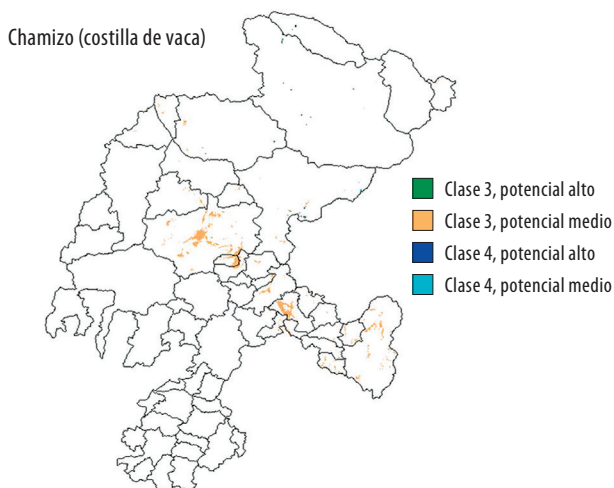 Chamizo (costilla de vaca)
Clase 3, potencial alto
Clase 3, potencial medio
Clase 4, potencial alto
Clase 4, potencial medio